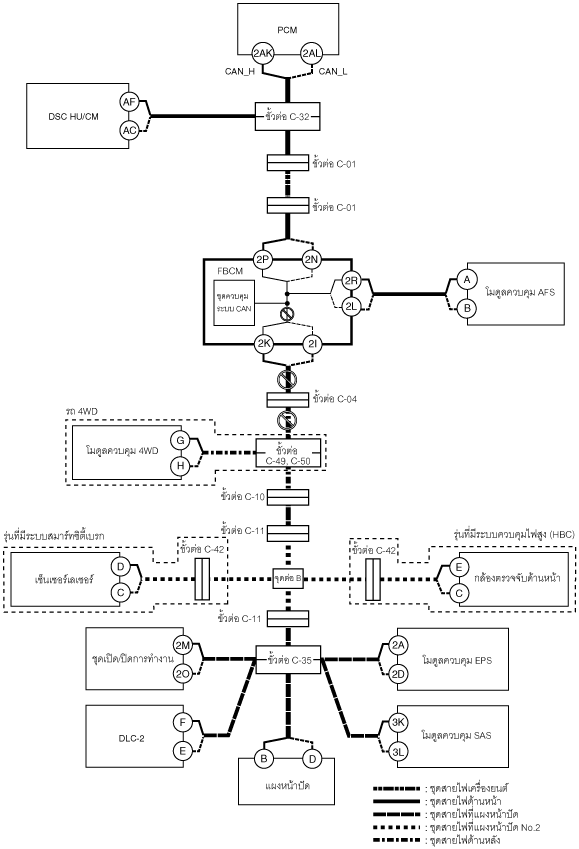 PCM
2AK 2AL
CAN_H CAN_L
AF
DSC HU/CM
AC
ขั้วต่อ C-32
ขั้วต่อ C-01
ขั้วต่อ C-01
2P 2N
FBCM
ชุดควบคุม
ระบบ CAN
2R
2L
A
โมดูลควบคุม AFS
B
2K 2I
ขั้วต่อ C-04
รถ 4WD
G
โมดูลควบคุม 4WD
H
ขั้วต่อ
C-49, C-50
ขั้วต่อ C-10
ขั้วต่อ C-11
รุ่นที่มีระบบสมาร์ทซิตี้เบรก
ขั้วต่อ C-42
รุ่นที่มีระบบควบคุมไฟสูง (HBC)
ขั้วต่อ C-42
D
เซ็นเซอร์เลเซอร์
C
จุดต่อ B
E
กล้องตรวจจับด้านหน้า
C
ขั้วต่อ C-11
2M
ชุดเปิด/ปิดการทำงาน
2O
ขั้วต่อ C-35
2A
โมดูลควบคุม EPS
2D
F
DLC-2
E
3K
โมดูลควบคุม SAS
3L
B D
แผงหน้าปัด
: ชุดสายไฟเครื่องยนต์
: ชุดสายไฟด้านหน้า
: ชุดสายไฟที่แผงหน้าปัด
: ชุดสายไฟที่แผงหน้าปัด No.2
: ชุดสายไฟด้านหลัง